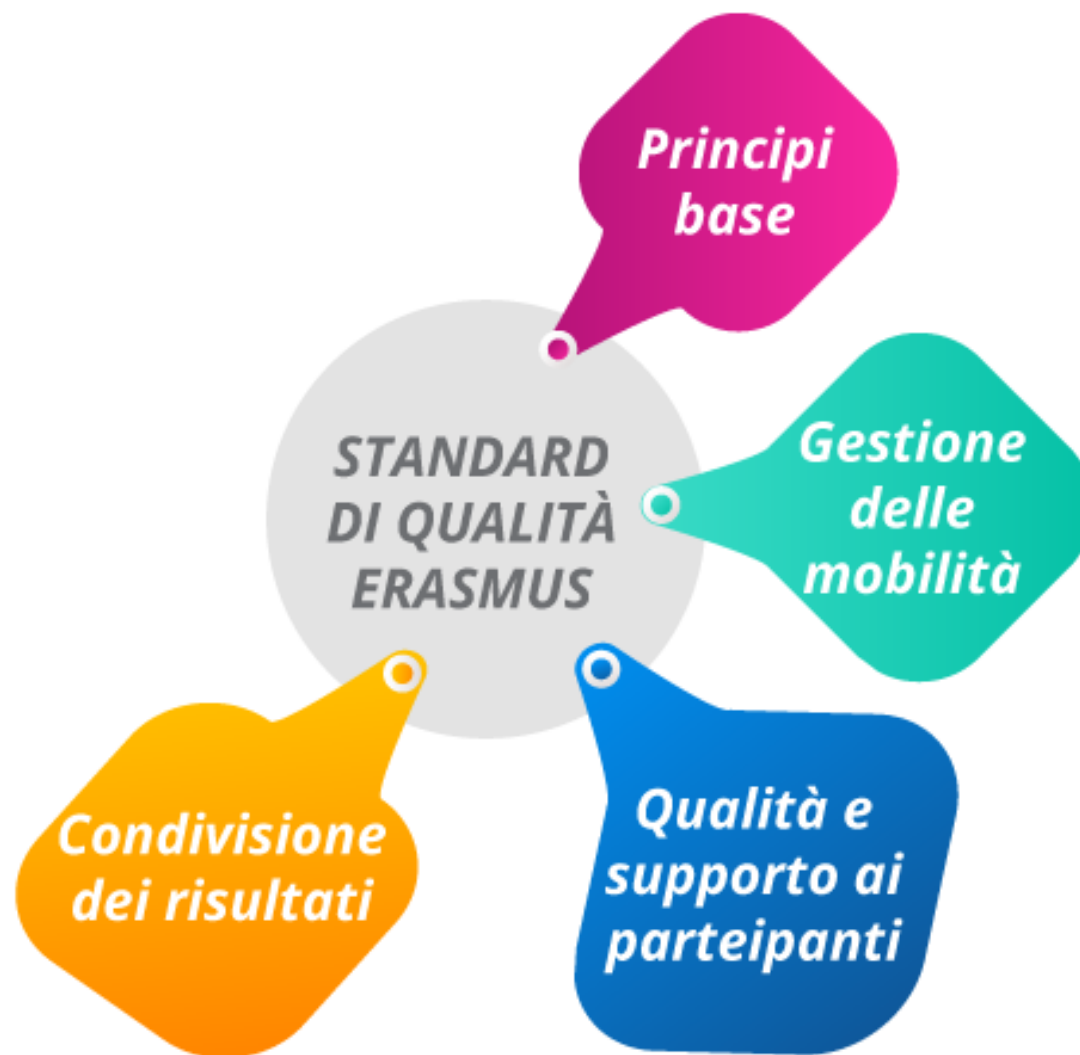 STANDARD
DI QUALITÀ
ERASMUS
Principi
base
Gestione
delle
mobilità
Qualità e
supporto ai
parteipanti
Condivisione
dei risultati